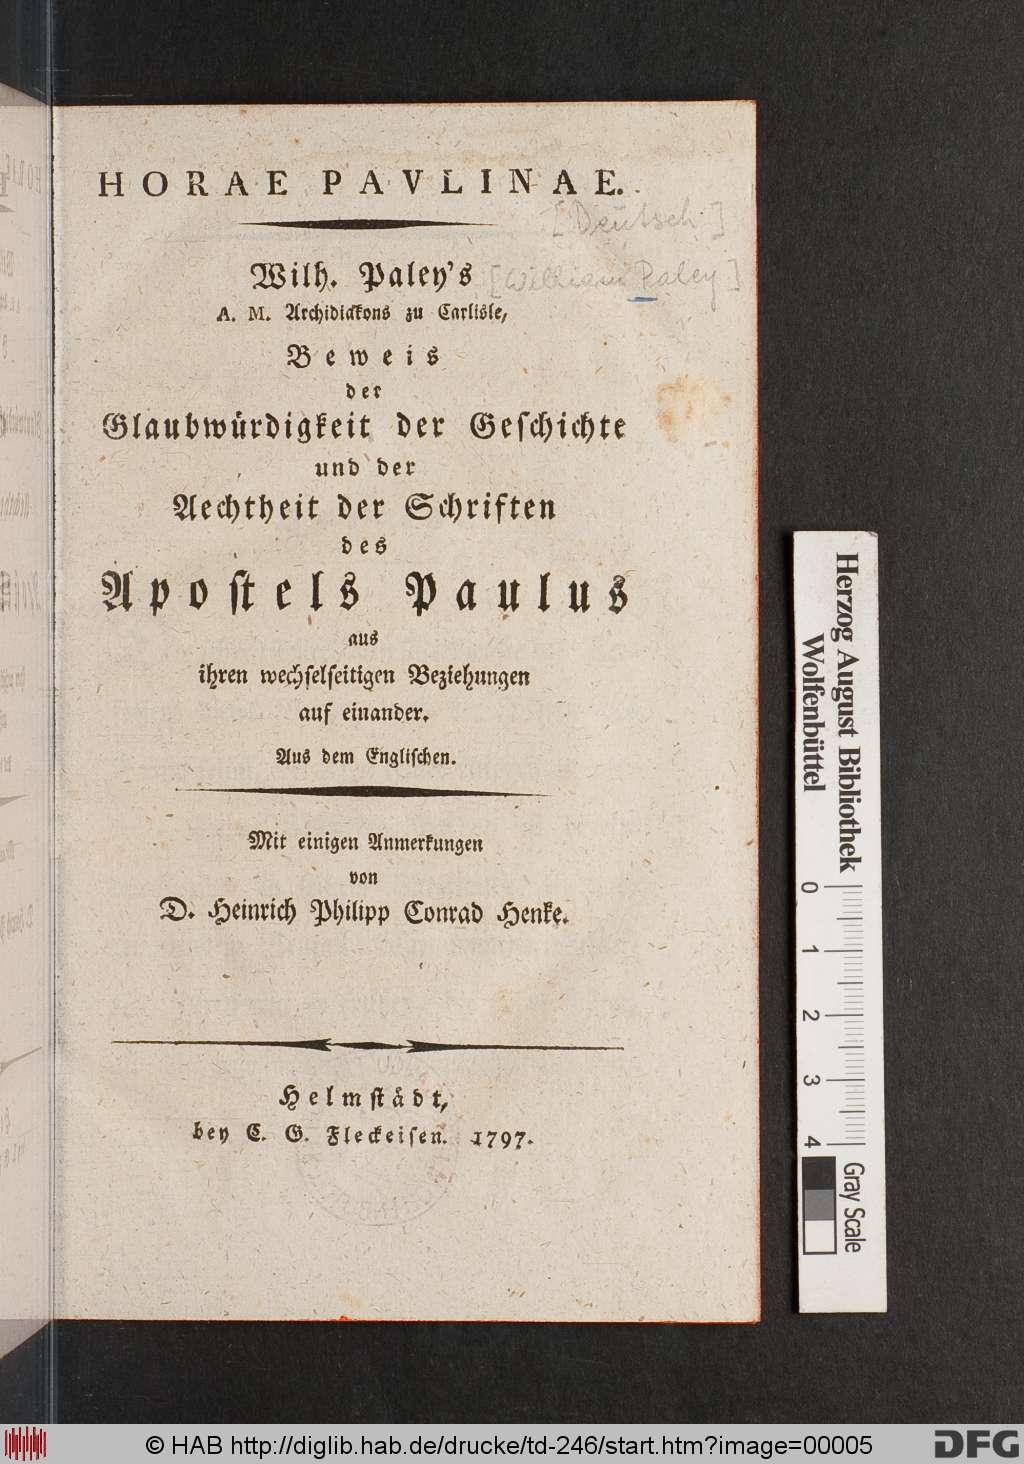 HORAE PAVLINAE.
[Deutsch]
Wilh. Paley's [William Paley]
A. M. Archidiakons zu Carlisle,
Beweis
der
Glaubwürdigkeit der Geschichte
und der
Aechtheit der Schriften
des
Apostels Paulus
aus
ihren wechselseitigen Beziehungen
auf einander.
Aus dem Englischen.
Mit einigen Anmerkungen
von
D. Heinrich Philipp Conrad Henke.
Helmstädt,
bey C. G. Fleckeisen. 1797.
Herzog August Bibliothek
Wolfenbüttel
0
1
2
3
4
Gray Scale
© HAB http://diglib.hab.de/drucke/td-246/start.htm?image=00005
DFG